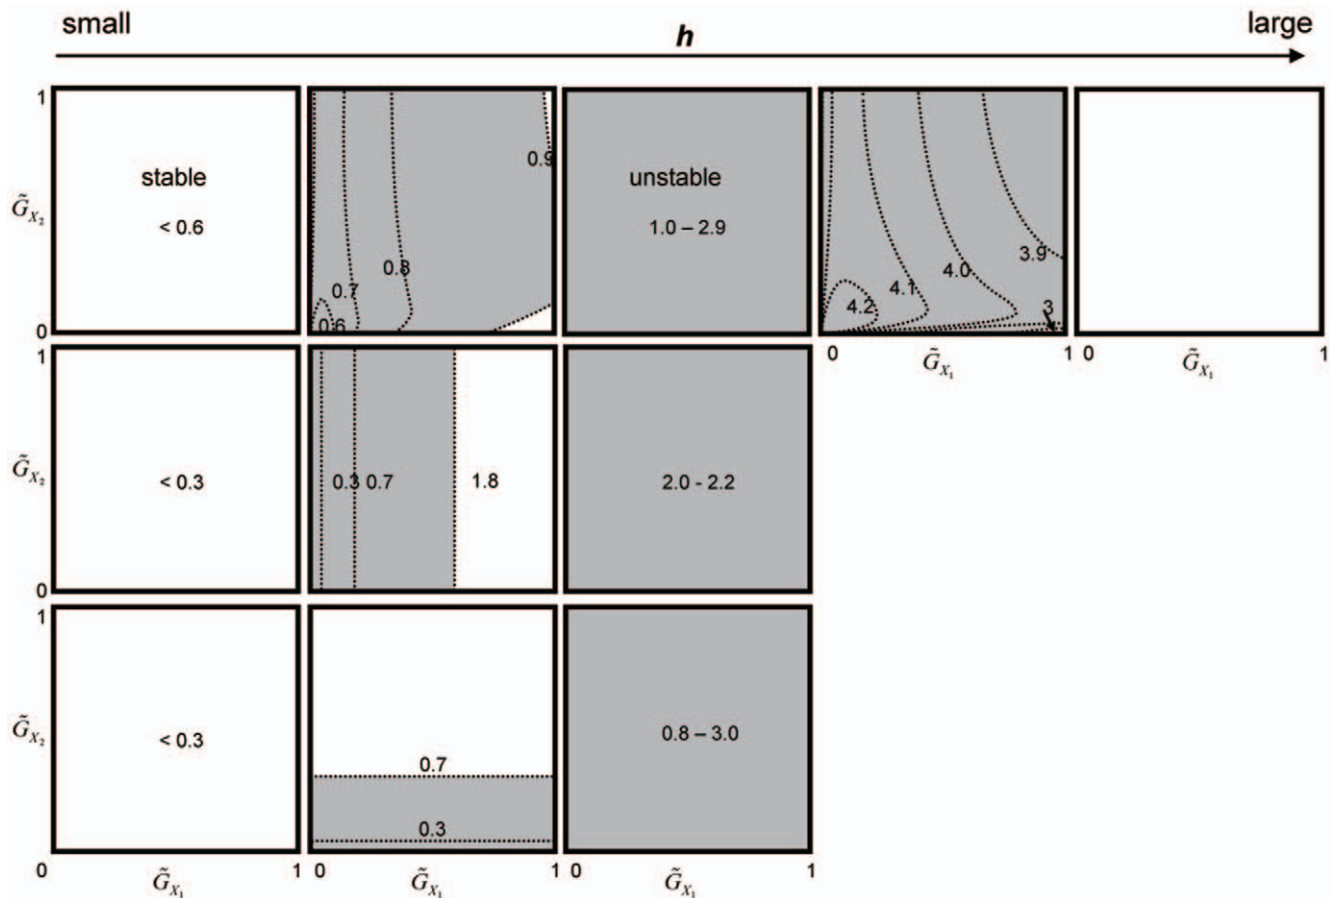 small
large
h
1
G̃X₂
0
stable
< 0.6
0.6
0.7
0.8
0.9
unstable
1.0 – 2.9
4.2
4.1
4.0
3.9
3
0
G̃X₁
1
0
G̃X₁
1
1
G̃X₂
0
< 0.3
0.3
0.7
1.8
2.0 - 2.2
1
G̃X₂
0
< 0.3
0.7
0.3
0.8 – 3.0
G̃X₁
1
0
G̃X₁
1
0
G̃X₁
1